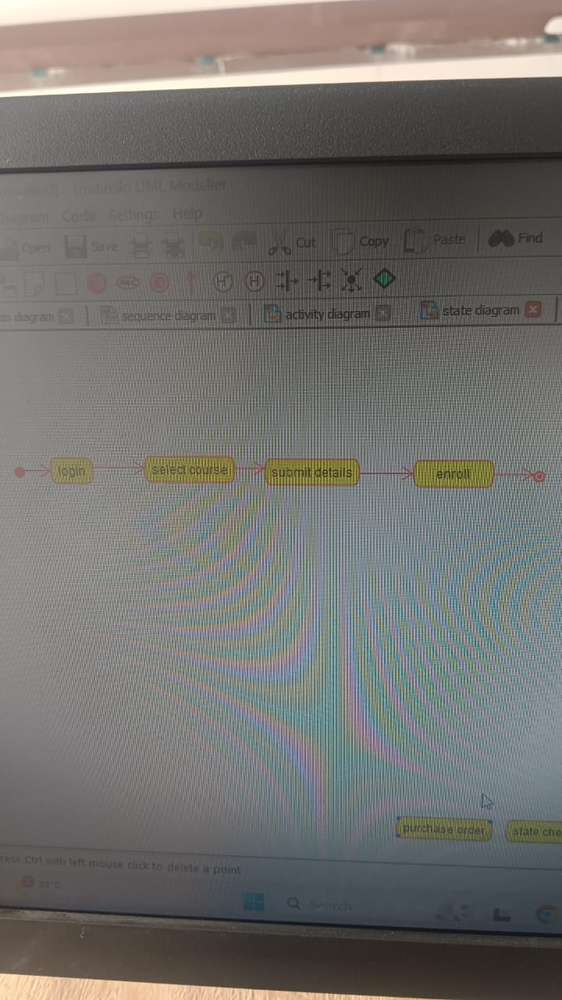 - Umbrello UML Modeller
Code Settings Help
Open Save Cut Copy Paste Find
ABC H* H
ss diagram sequence diagram activity diagram state diagram
login select course submit details enroll
purchase order state che
ress Ctrl with left mouse click to delete a point
29°C
Search